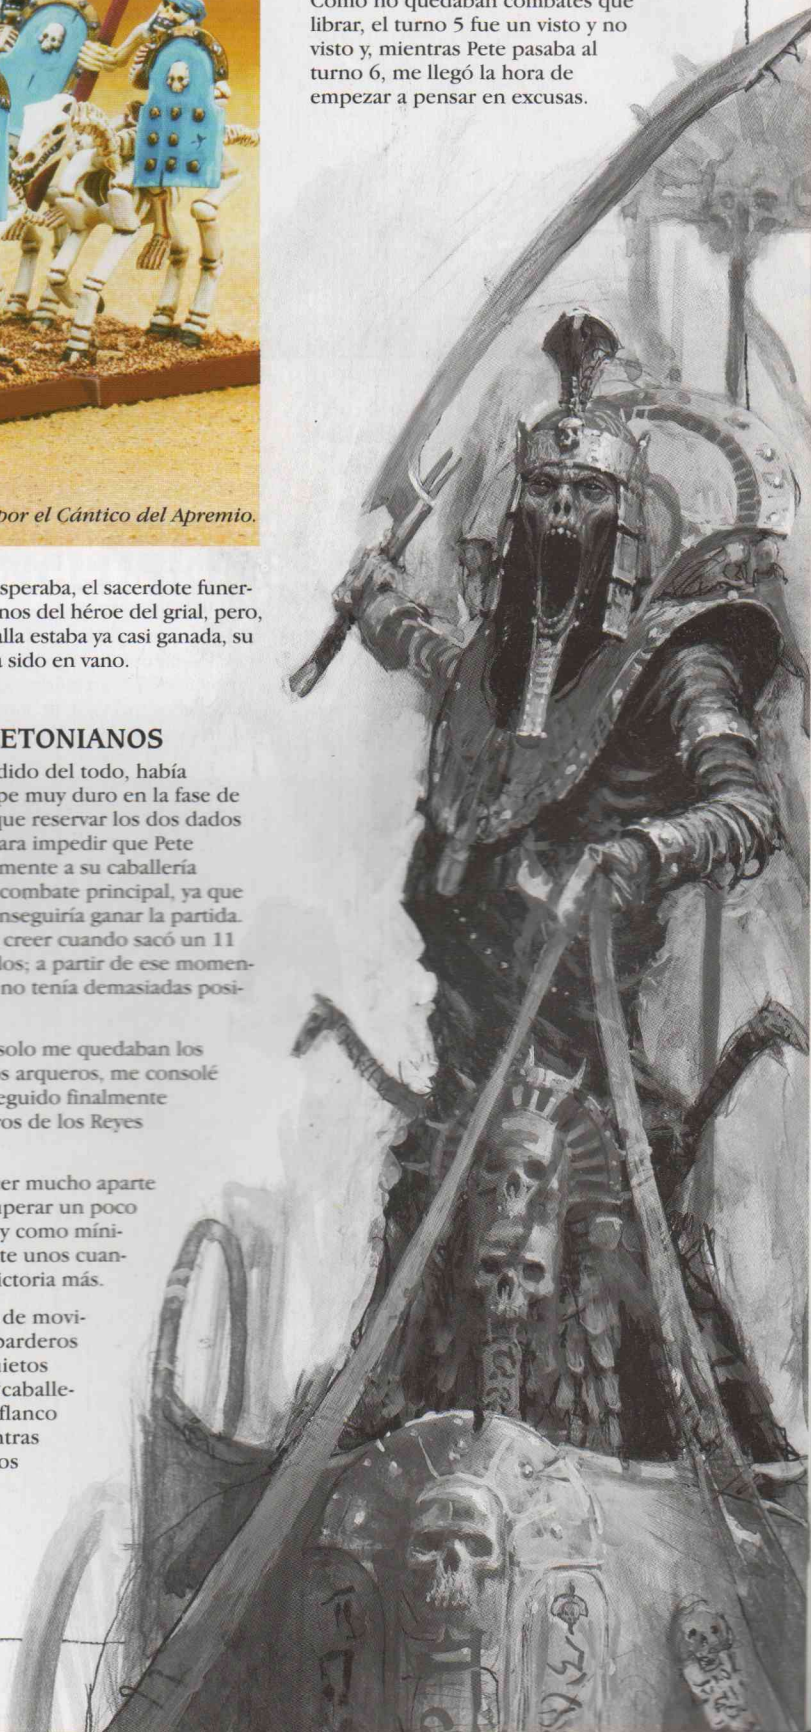 Como no quedaban combates que
librar, el turno 5 fue un visto y no
visto y, mientras Pete pasaba al
turno 6, me llegó la hora de
empezar a pensar en excusas.
por el Cántico del Apremio.
speraba, el sacerdote funer-
nos del héroe del grial, pero,
alla estaba ya casi ganada, su
a sido en vano.
ETONIANOS
dido del todo, había
pe muy duro en la fase de
que reservar los dos dados
ara impedir que Pete
mente a su caballería
combate principal, ya que
nseguiría ganar la partida.
creer cuando sacó un 11
los; a partir de ese momen-
no tenía demasiadas posi-
solo me quedaban los
s arqueros, me consolé
eguido finalmente
ros de los Reyes
er mucho aparte
uperar un poco
y como míni-
te unos cuan-
ictoria más.
de movi-
barderos
uietos
caballe-
flanco
ntras
os